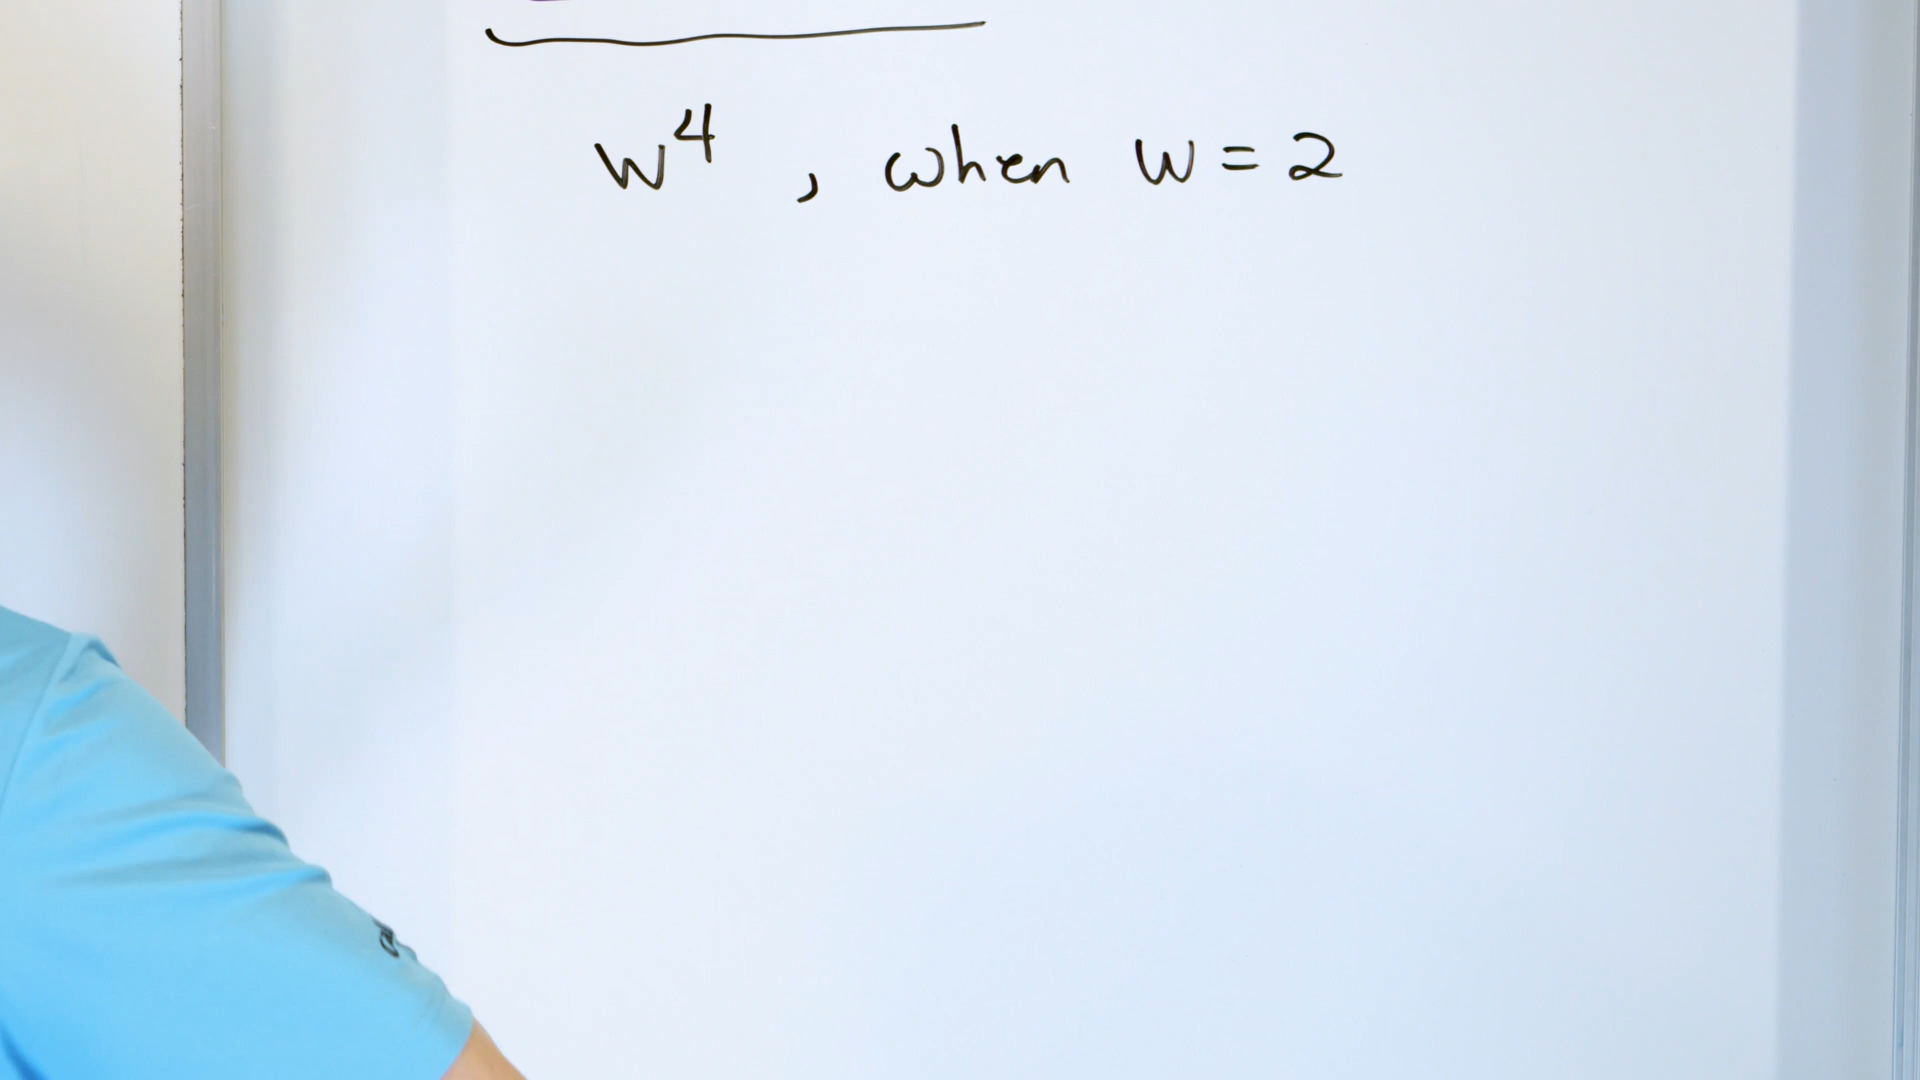 w⁴ , when w = 2